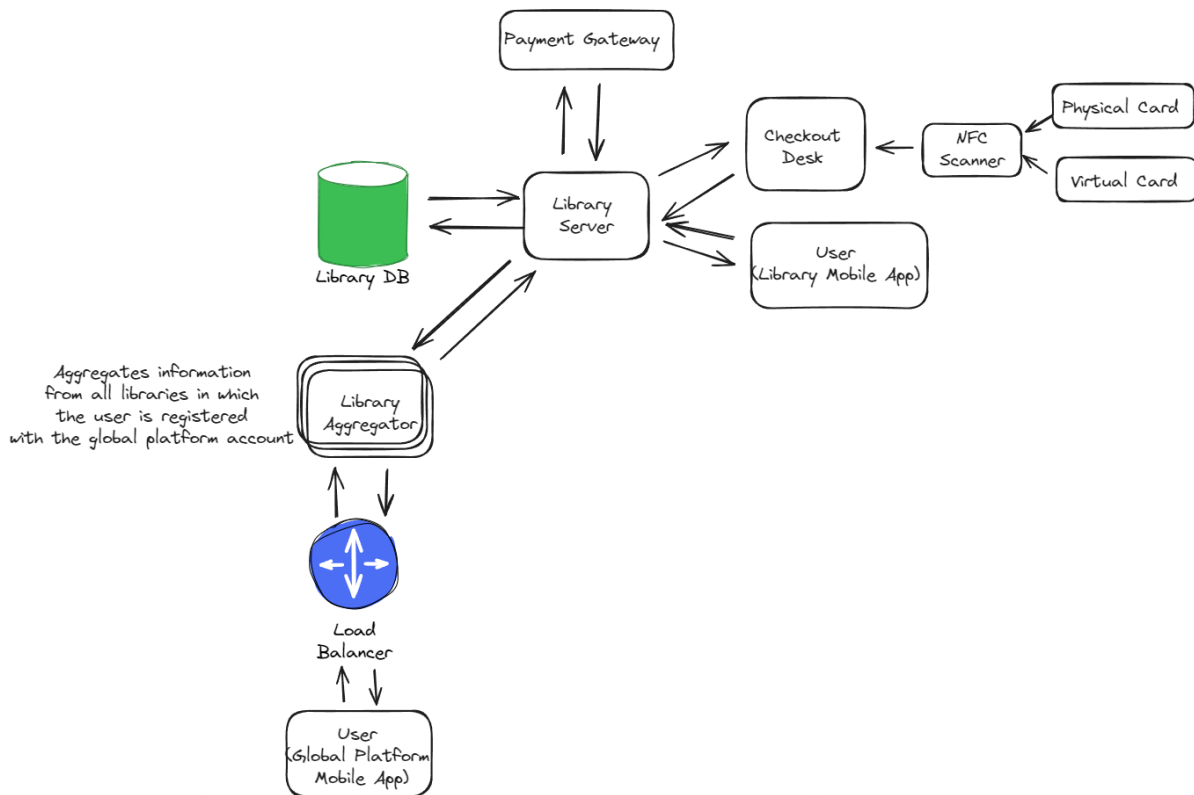 Payment Gateway
Physical Card
Checkout
Desk
NFC
Scanner
Virtual Card
Library
Server
User
(Library Mobile App)
Library DB
Aggregates information
from all libraries in which
the user is registered
with the global platform account
Library
Aggregator
Load
Balancer
User
(Global Platform
Mobile App)